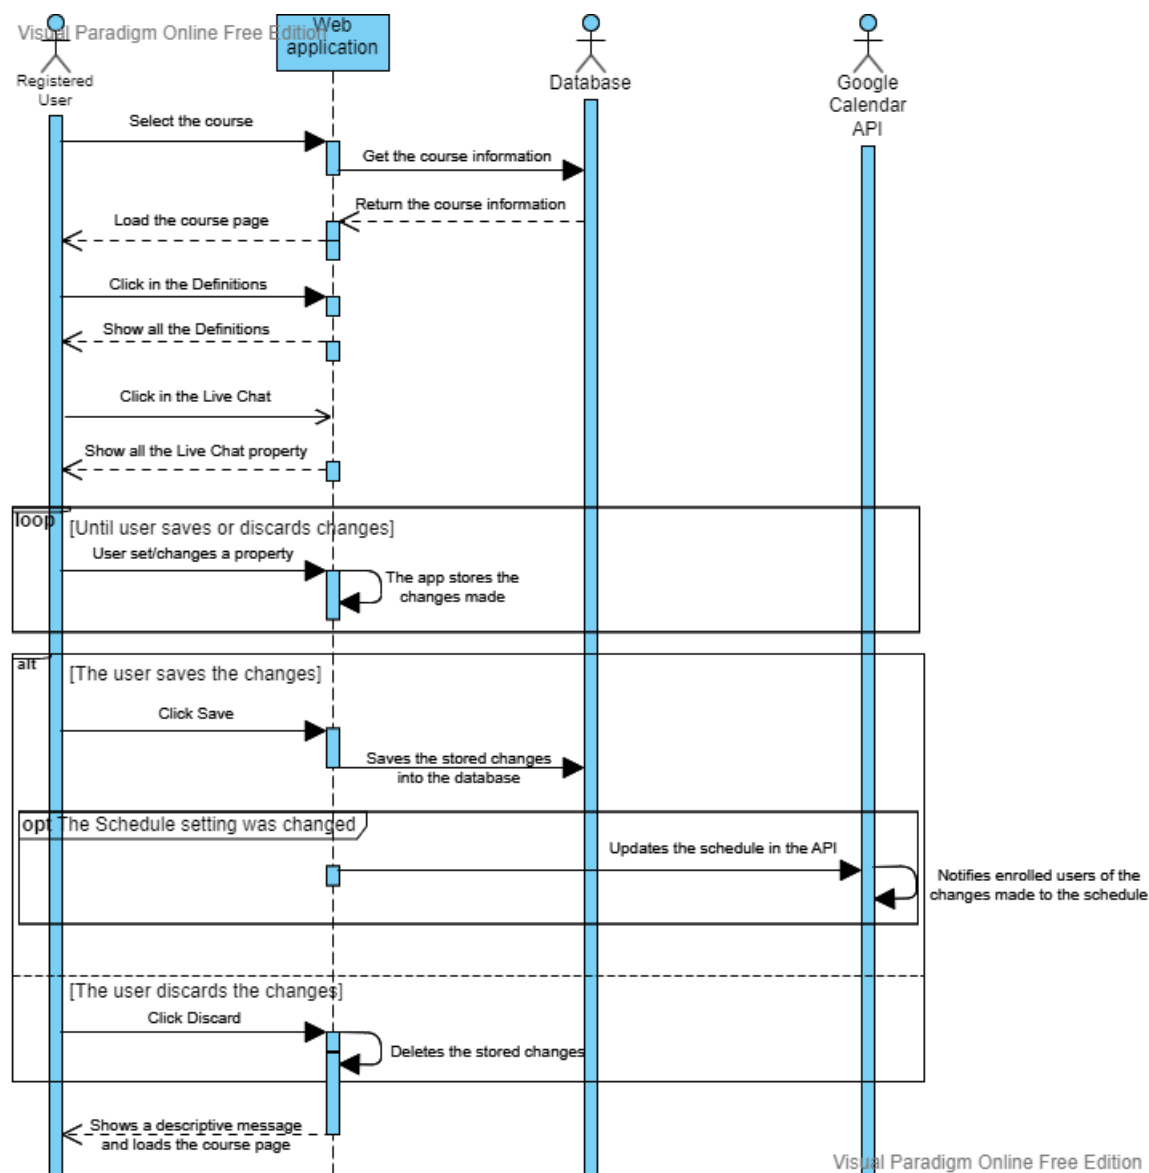 Visual Paradigm Online Free Edition
Web
application
Registered
User
Database
Google
Calendar
API
Select the course
Get the course information
Return the course information
Load the course page
Click in the Definitions
Show all the Definitions
Click in the Live Chat
Show all the Live Chat property
loop
[Until user saves or discards changes]
User set/changes a property
The app stores the
changes made
alt
[The user saves the changes]
Click Save
Saves the stored changes
into the database
opt The Schedule setting was changed
Updates the schedule in the API
Notifies enrolled users of the
changes made to the schedule
[The user discards the changes]
Click Discard
Deletes the stored changes
Shows a descriptive message
and loads the course page
Visual Paradigm Online Free Edition